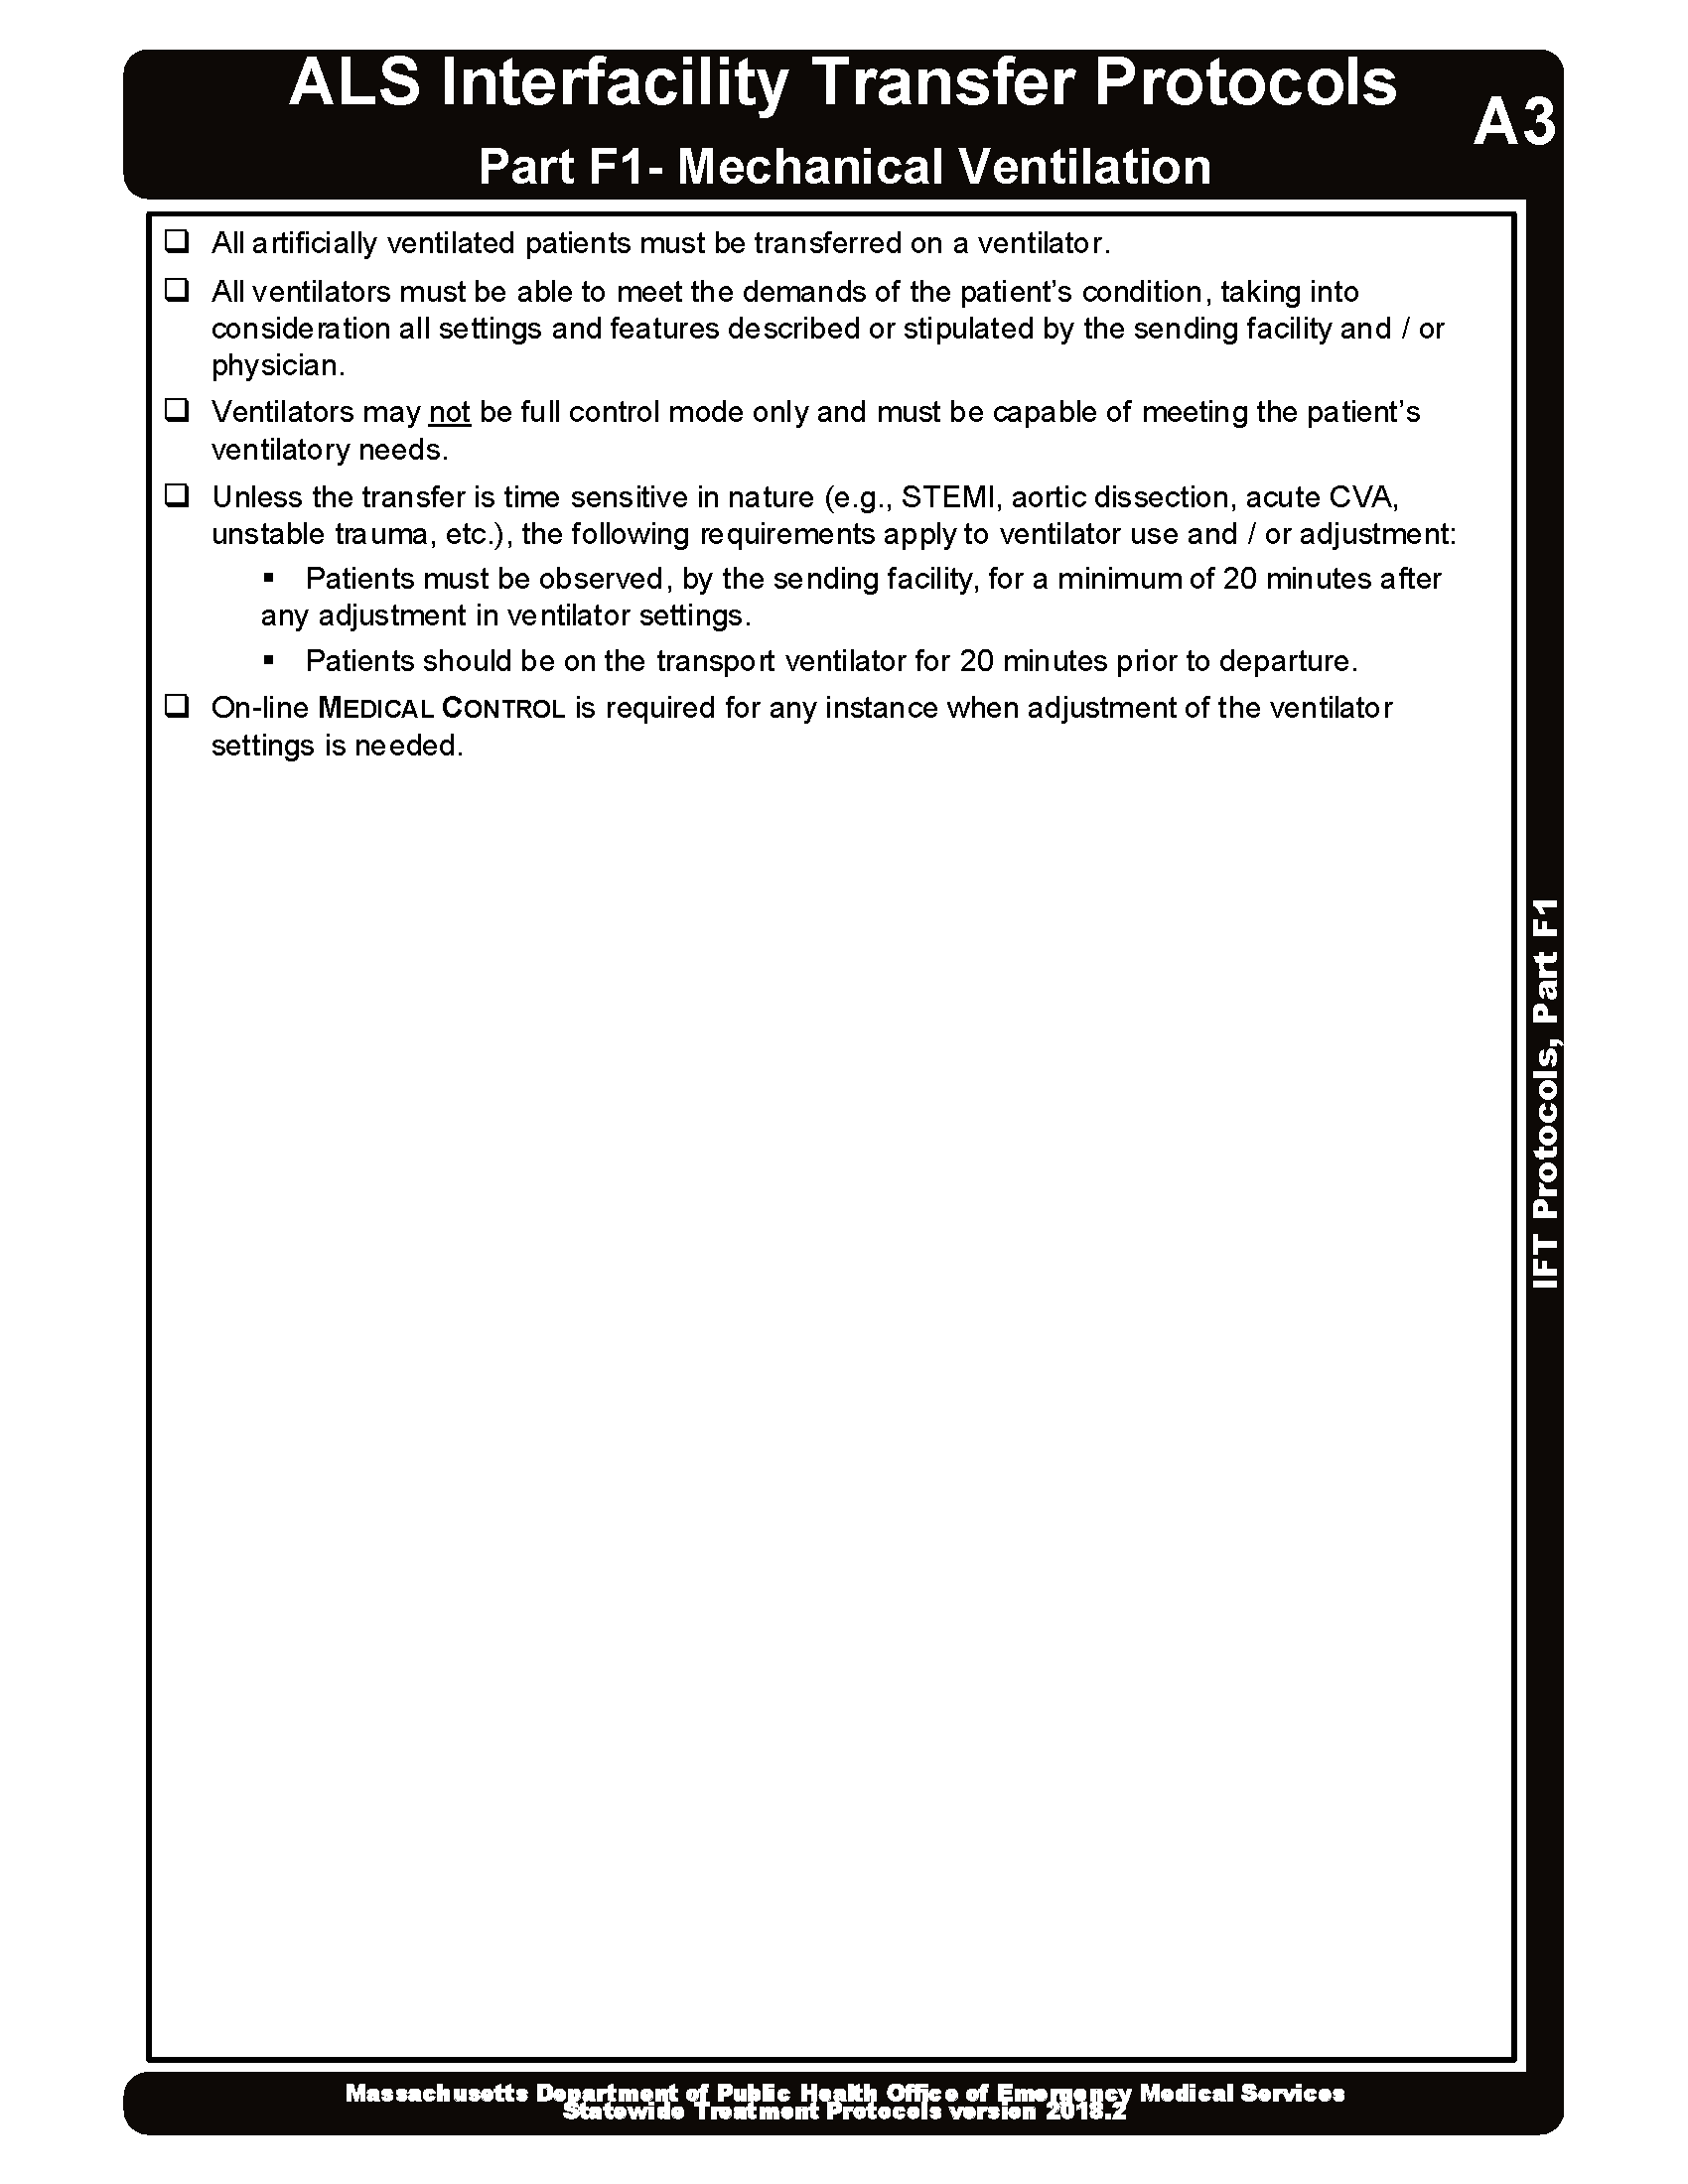 ALS Interfacility Transfer Protocols
A3
Part F1- Mechanical Ventilation
❑ All artificially ventilated patients must be transferred on a ventilator.
❑ All ventilators must be able to meet the demands of the patient’s condition, taking into
consideration all settings and features described or stipulated by the sending facility and / or
physician.
❑ Ventilators may not be full control mode only and must be capable of meeting the patient’s
ventilatory needs.
❑ Unless the transfer is time sensitive in nature (e.g., STEMI, aortic dissection, acute CVA,
unstable trauma, etc.), the following requirements apply to ventilator use and / or adjustment:
▪ Patients must be observed, by the sending facility, for a minimum of 20 minutes after
any adjustment in ventilator settings.
▪ Patients should be on the transport ventilator for 20 minutes prior to departure.
❑ On-line MEDICAL CONTROL is required for any instance when adjustment of the ventilator
settings is needed.
IFT Protocols, Part F1
Massachusetts Department of Public Health Office of Emergency Medical Services
Statewide Treatment Protocols version 2018.2